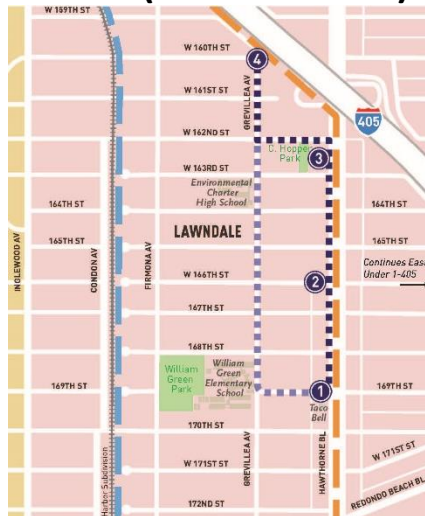 W 159TH ST
W 160TH ST
4
W 161ST ST
GREVILLEA AV
405
W 162ND ST
C. Hopper
Park
3
W 163RD ST
Environmental
Charter
High School
164TH ST
164TH ST
LAWNDALE
165TH ST
165TH ST
INGLEWOOD AV
CONDON AV
FIRMONA AV
Continues East
Under 1-405
W 166TH ST
2
167TH ST
168TH ST
William
Green
Park
William
Green
Elementary
School
169TH ST
1
169TH ST
Taco
Bell
170TH ST
HAWTHORNE BL
GREVILLEA AV
W 171ST ST
W 171ST ST
Harbor Subdivision
REDONDO BEACH BL
172ND ST